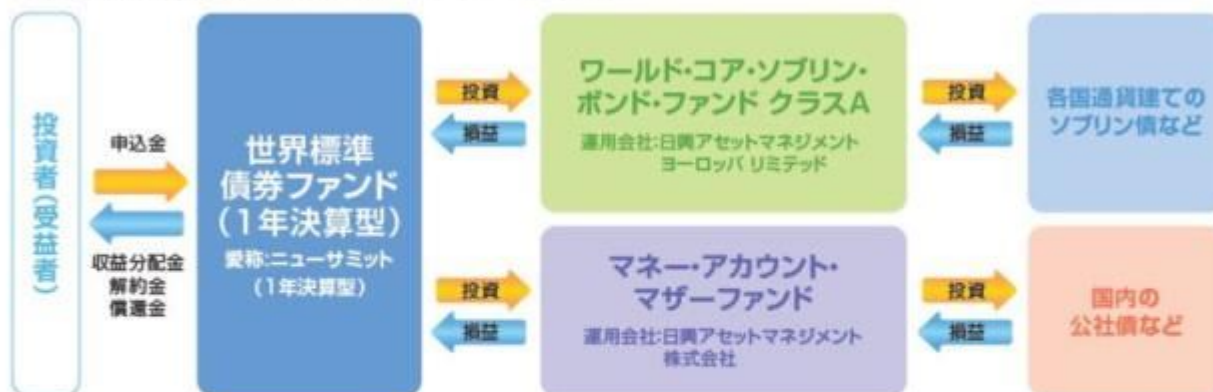 投資者(受益者)
申込金
収益分配金
解約金
償還金
世界標準
債券ファンド
(1年決算型)
愛称:ニューサミット
(1年決算型)
投資
損益
ワールド・コア・ソブリン・
ボンド・ファンド クラスA
運用会社:日興アセットマネジメント
ヨーロッパ リミテッド
投資
損益
各国通貨建ての
ソブリン債など
投資
損益
マネー・アカウント・
マザーファンド
運用会社:日興アセットマネジメント
株式会社
投資
損益
国内の
公社債など